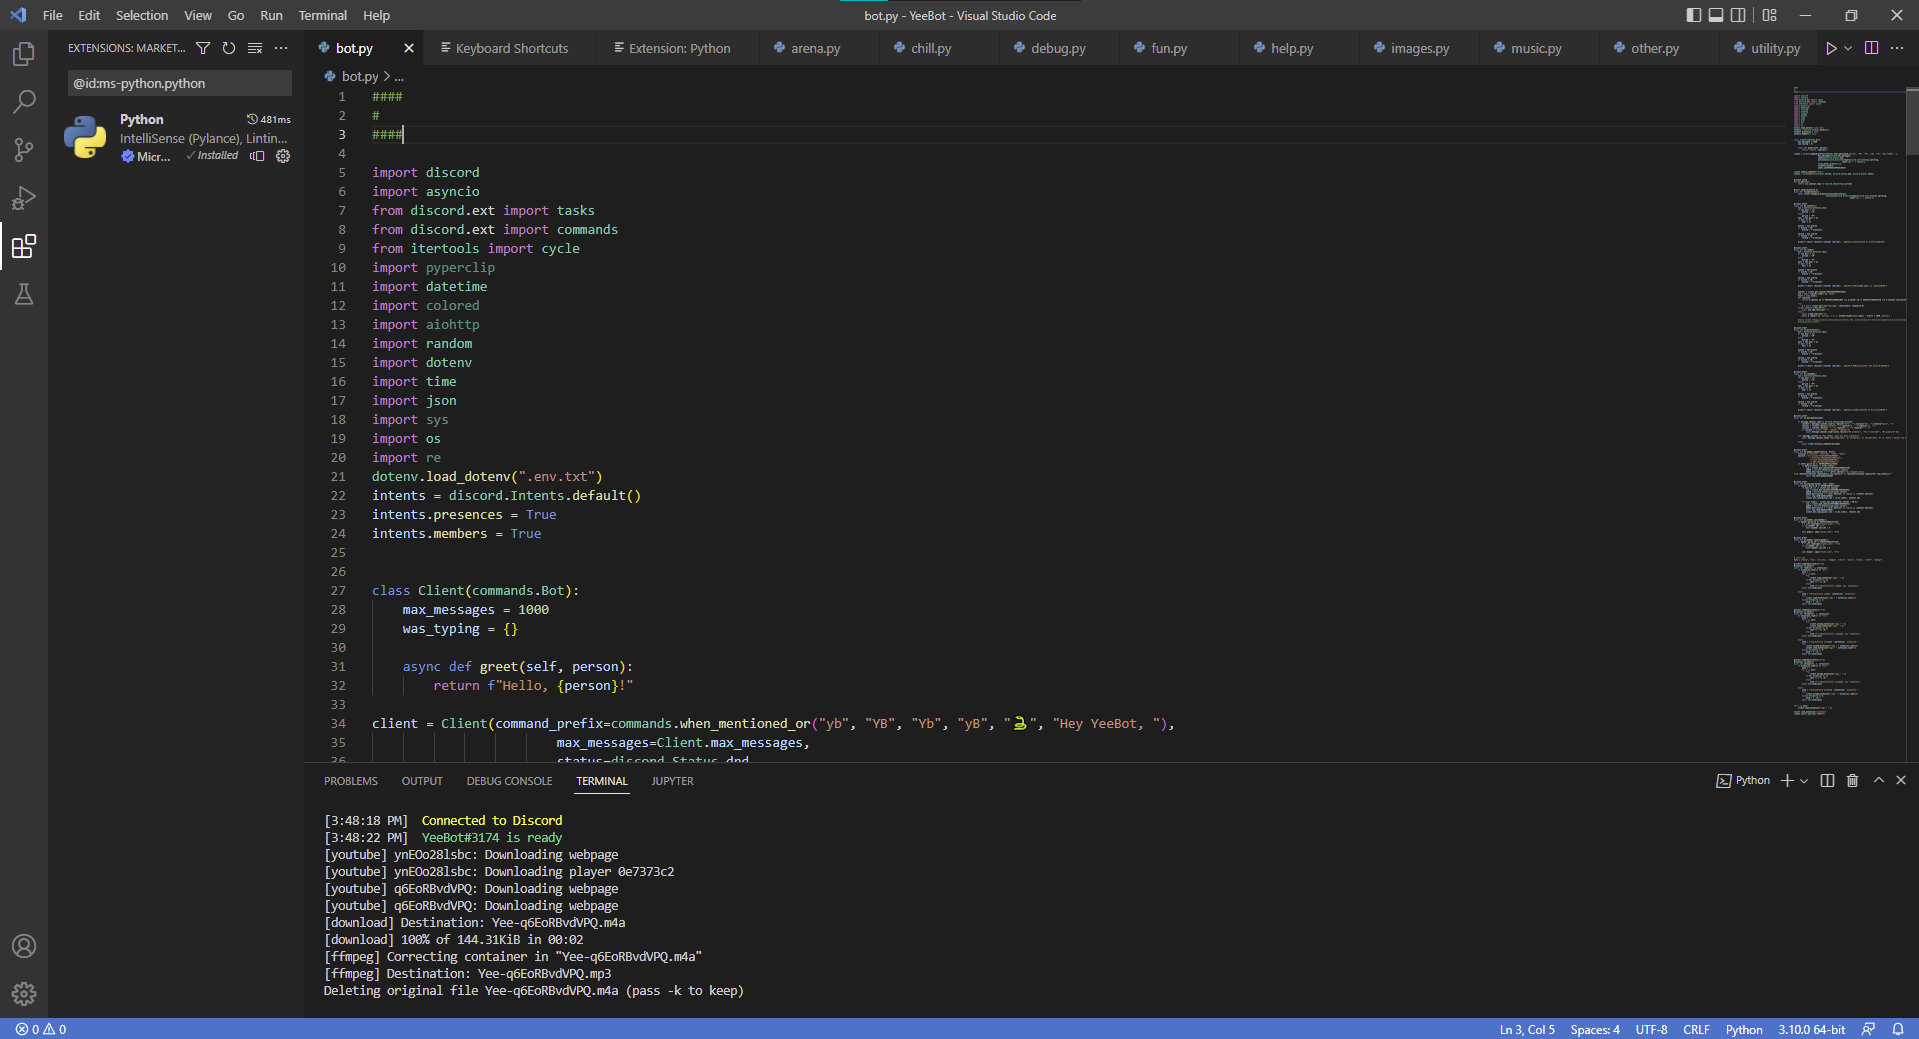 File Edit Selection View Go Run Terminal Help
bot.py - YeeBot - Visual Studio Code
EXTENSIONS: MARKET...
@id:ms-python.python
Python 481ms
IntelliSense (Pylance), Lintin...
Micr... ✓Installed
bot.py Keyboard Shortcuts Extension: Python arena.py chill.py debug.py fun.py help.py images.py music.py other.py utility.py
bot.py > ...
1 ####
2 #
3 ####
4
5 import discord
6 import asyncio
7 from discord.ext import tasks
8 from discord.ext import commands
9 from itertools import cycle
10 import pyperclip
11 import datetime
12 import colored
13 import aiohttp
14 import random
15 import dotenv
16 import time
17 import json
18 import sys
19 import os
20 import re
21 dotenv.load_dotenv(".env.txt")
22 intents = discord.Intents.default()
23 intents.presences = True
24 intents.members = True
25
26
27 class Client(commands.Bot):
28     max_messages = 1000
29     was_typing = {}
30
31     async def greet(self, person):
32         return f"Hello, {person}!"
33
34 client = Client(command_prefix=commands.when_mentioned_or("yb", "YB", "Yb", "yB", "🐍", "Hey YeeBot, "),
35                         max_messages=Client.max_messages,
36                         status=discord.Status.dnd,
PROBLEMS OUTPUT DEBUG CONSOLE TERMINAL JUPYTER
Python
[3:48:18 PM] Connected to Discord
[3:48:22 PM] YeeBot#3174 is ready
[youtube] ynEOo28lsbc: Downloading webpage
[youtube] ynEOo28lsbc: Downloading player 0e7373c2
[youtube] q6EoRBvdVPQ: Downloading webpage
[youtube] q6EoRBvdVPQ: Downloading webpage
[download] Destination: Yee-q6EoRBvdVPQ.m4a
[download] 100% of 144.31KiB in 00:02
[ffmpeg] Correcting container in "Yee-q6EoRBvdVPQ.m4a"
[ffmpeg] Destination: Yee-q6EoRBvdVPQ.mp3
Deleting original file Yee-q6EoRBvdVPQ.m4a (pass -k to keep)
0 0
Ln 3, Col 5 Spaces: 4 UTF-8 CRLF Python 3.10.0 64-bit